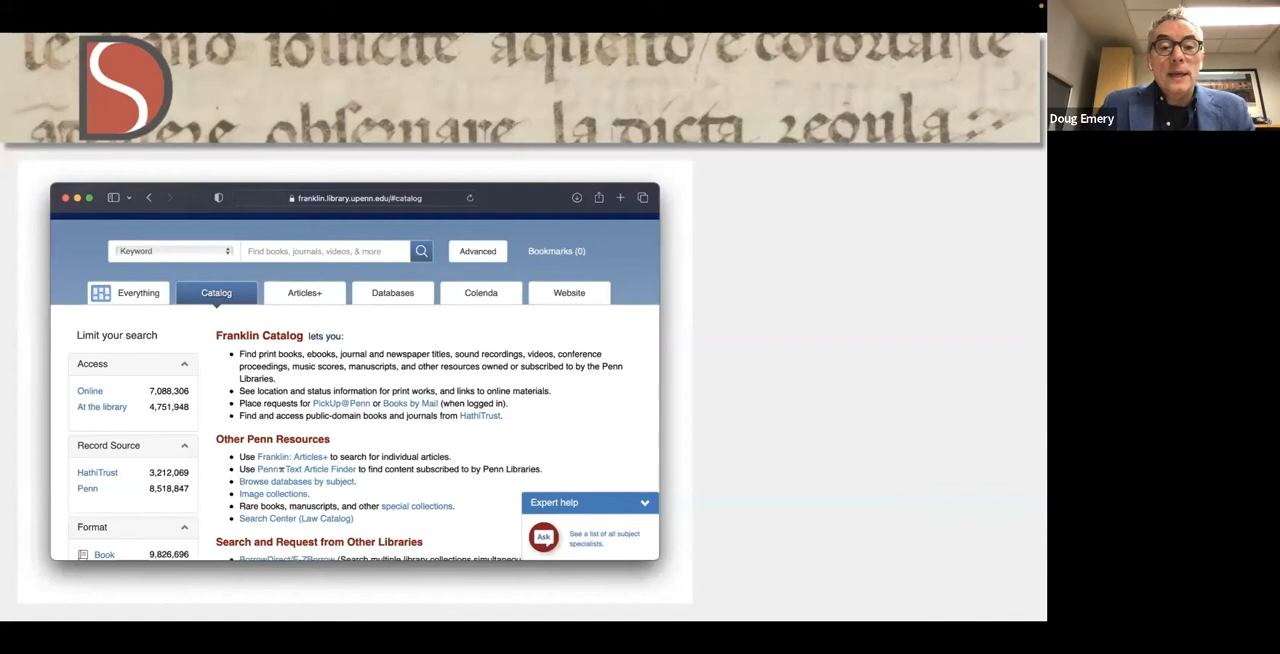 Doug Emery
franklin.library.upenn.edu/#catalog
Keyword
Find books, journals, videos, & more
Advanced
Bookmarks (0)
Everything
Catalog
Articles+
Databases
Colenda
Website
Limit your search
Access
Online 7,088,306
At the library 4,751,948
Record Source
HathiTrust 3,212,069
Penn 8,518,847
Format
Book 9,826,696
Franklin Catalog lets you:
• Find print books, ebooks, journal and newspaper titles, sound recordings, videos, conference
proceedings, music scores, manuscripts, and other resources owned or subscribed to by the Penn
Libraries.
• See location and status information for print works, and links to online materials.
• Place requests for PickUp@Penn or Books by Mail (when logged in).
• Find and access public-domain books and journals from HathiTrust.
Other Penn Resources
• Use Franklin: Articles+ to search for individual articles.
• Use PennπText Article Finder to find content subscribed to by Penn Libraries.
• Browse databases by subject.
• Image collections.
• Rare books, manuscripts, and other special collections.
• Search Center (Law Catalog)
Search and Request from Other Libraries
• BorrowDirect/E-ZBorrow (Search multiple library collections simultaneou
Expert help
Ask
See a list of all subject
specialists.